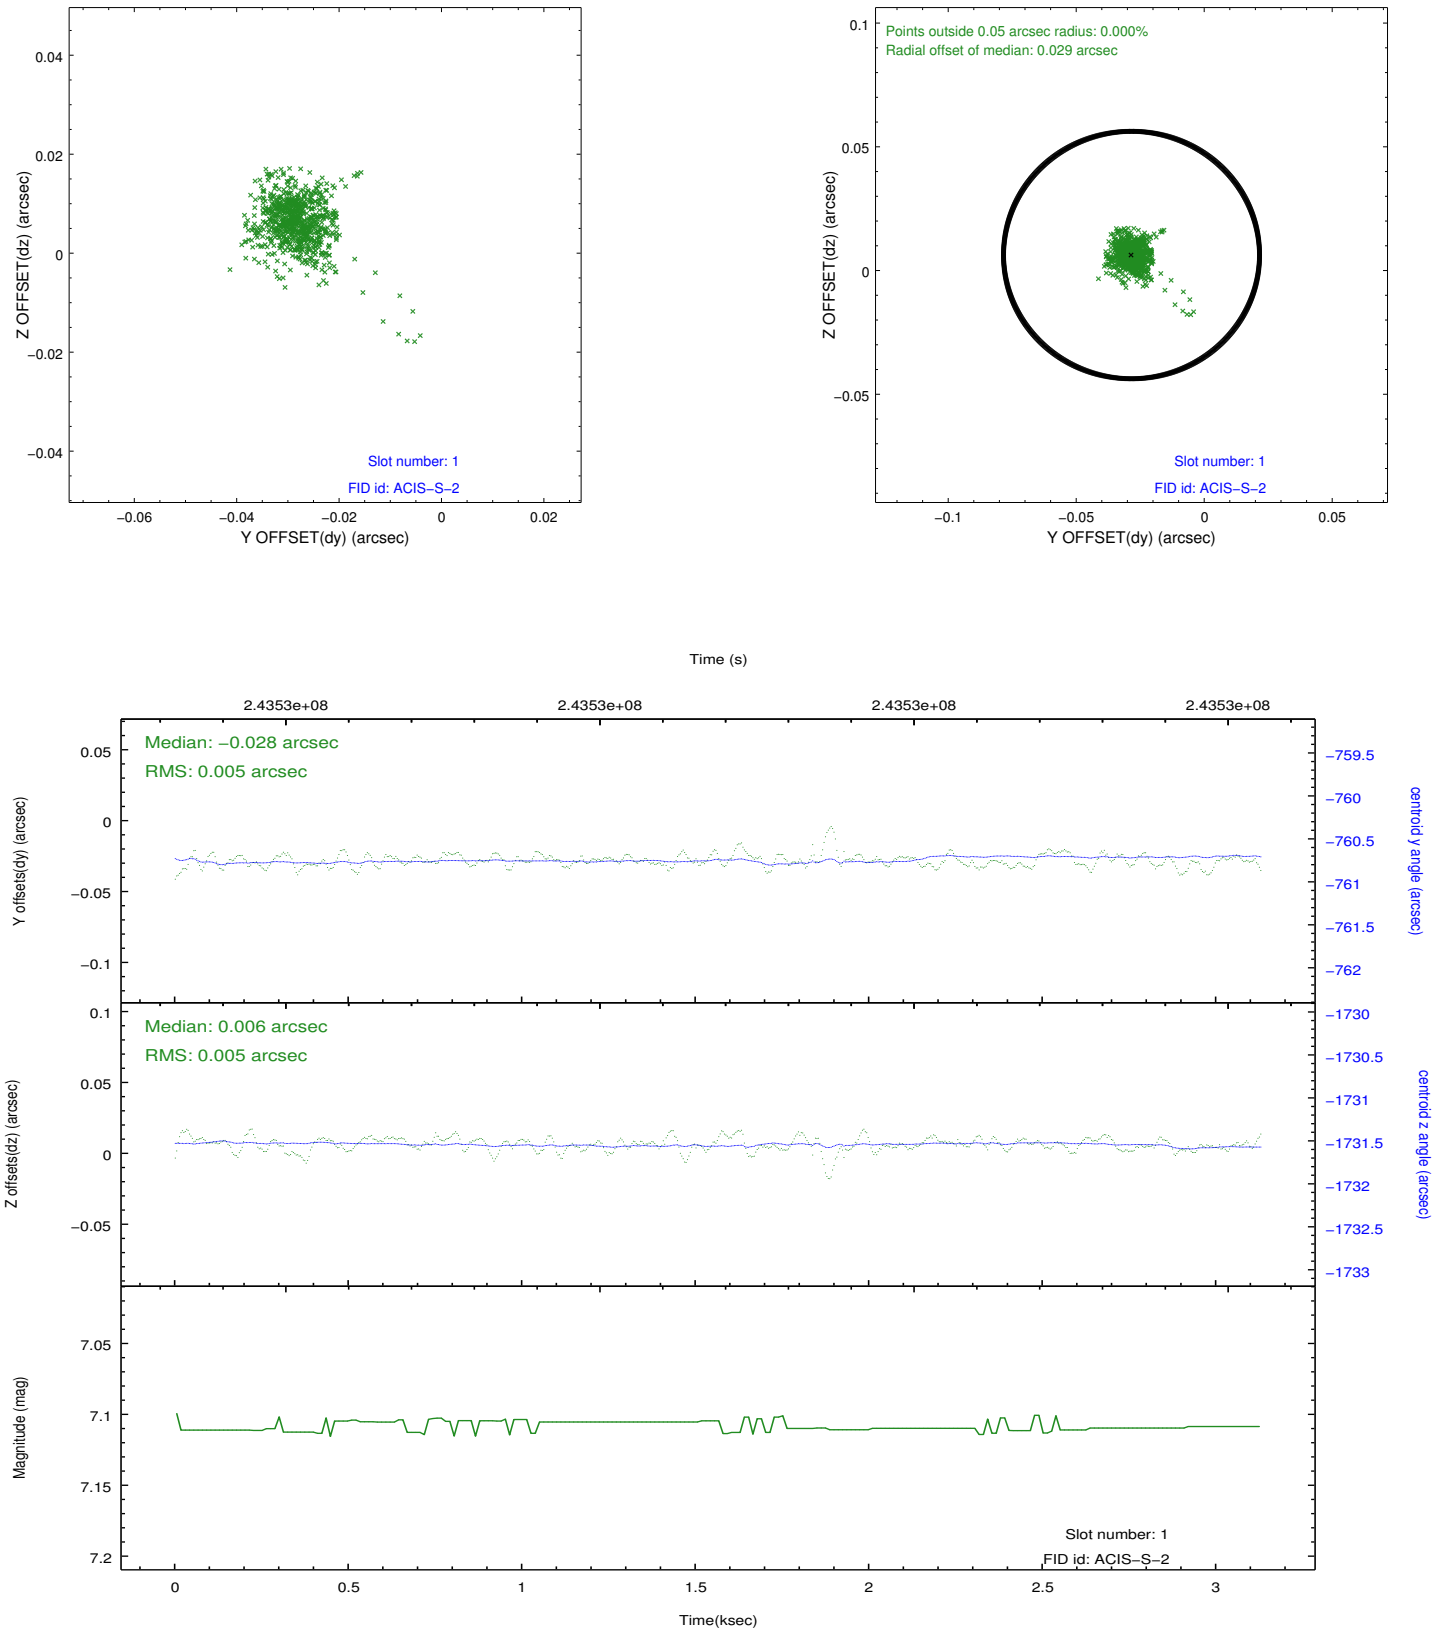 0.04
0.02
0
−0.02
−0.04
Z OFFSET(dz) (arcsec)
Slot number: 1
FID id: ACIS−S−2
−0.06
−0.04
−0.02
0
0.02
Y OFFSET(dy) (arcsec)
Points outside 0.05 arcsec radius: 0.000%
Radial offset of median: 0.029 arcsec
0.1
0.05
0
−0.05
Z OFFSET(dz) (arcsec)
Slot number: 1
FID id: ACIS−S−2
−0.1
−0.05
0
0.05
Y OFFSET(dy) (arcsec)
Time (s)
2.4353e+08
2.4353e+08
2.4353e+08
2.4353e+08
Median: −0.028 arcsec
RMS: 0.005 arcsec
0.05
0
−0.05
−0.1
Y offsets(dy) (arcsec)
−759.5
−760
−760.5
−761
−761.5
−762
centroid y angle (arcsec)
Median: 0.006 arcsec
RMS: 0.005 arcsec
0.1
0.05
0
−0.05
Z offsets(dz) (arcsec)
−1730
−1730.5
−1731
−1731.5
−1732
−1732.5
−1733
centroid z angle (arcsec)
7.05
7.1
7.15
7.2
Magnitude (mag)
Slot number: 1
FID id: ACIS−S−2
0
0.5
1
1.5
2
2.5
3
Time(ksec)